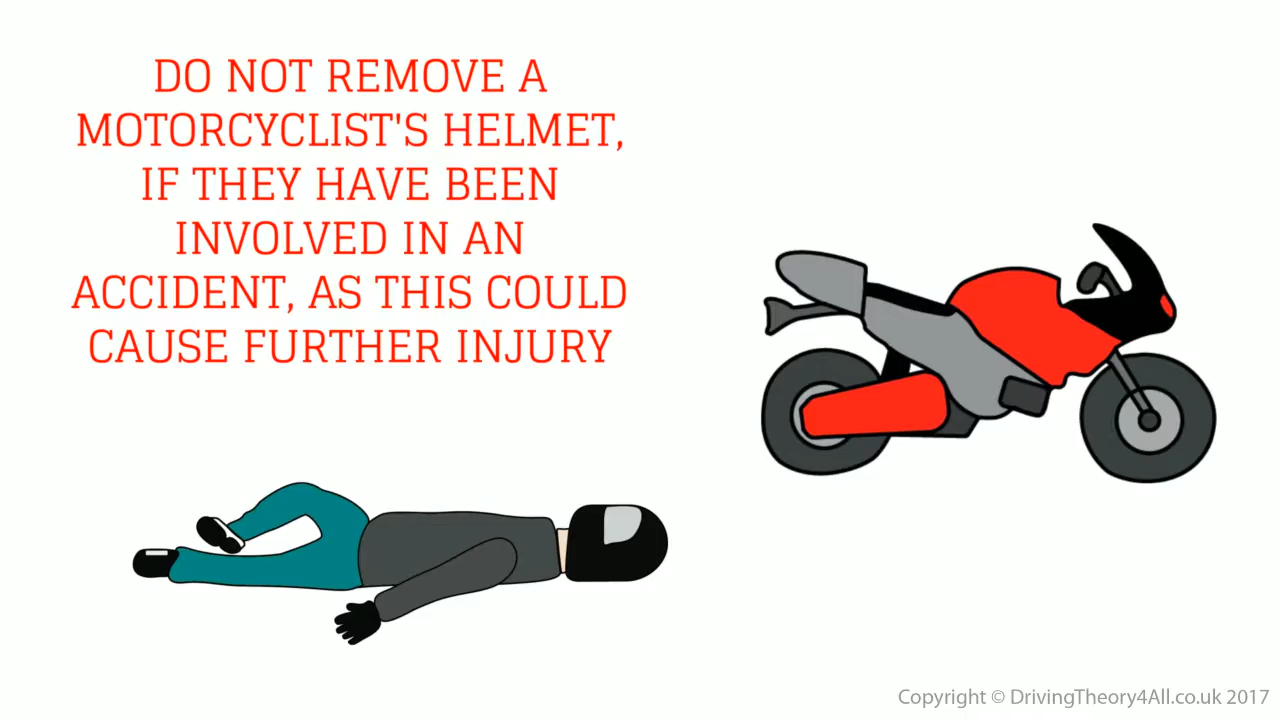 DO NOT REMOVE A
MOTORCYCLIST'S HELMET,
IF THEY HAVE BEEN
INVOLVED IN AN
ACCIDENT, AS THIS COULD
CAUSE FURTHER INJURY
Copyright © DrivingTheory4All.co.uk 2017